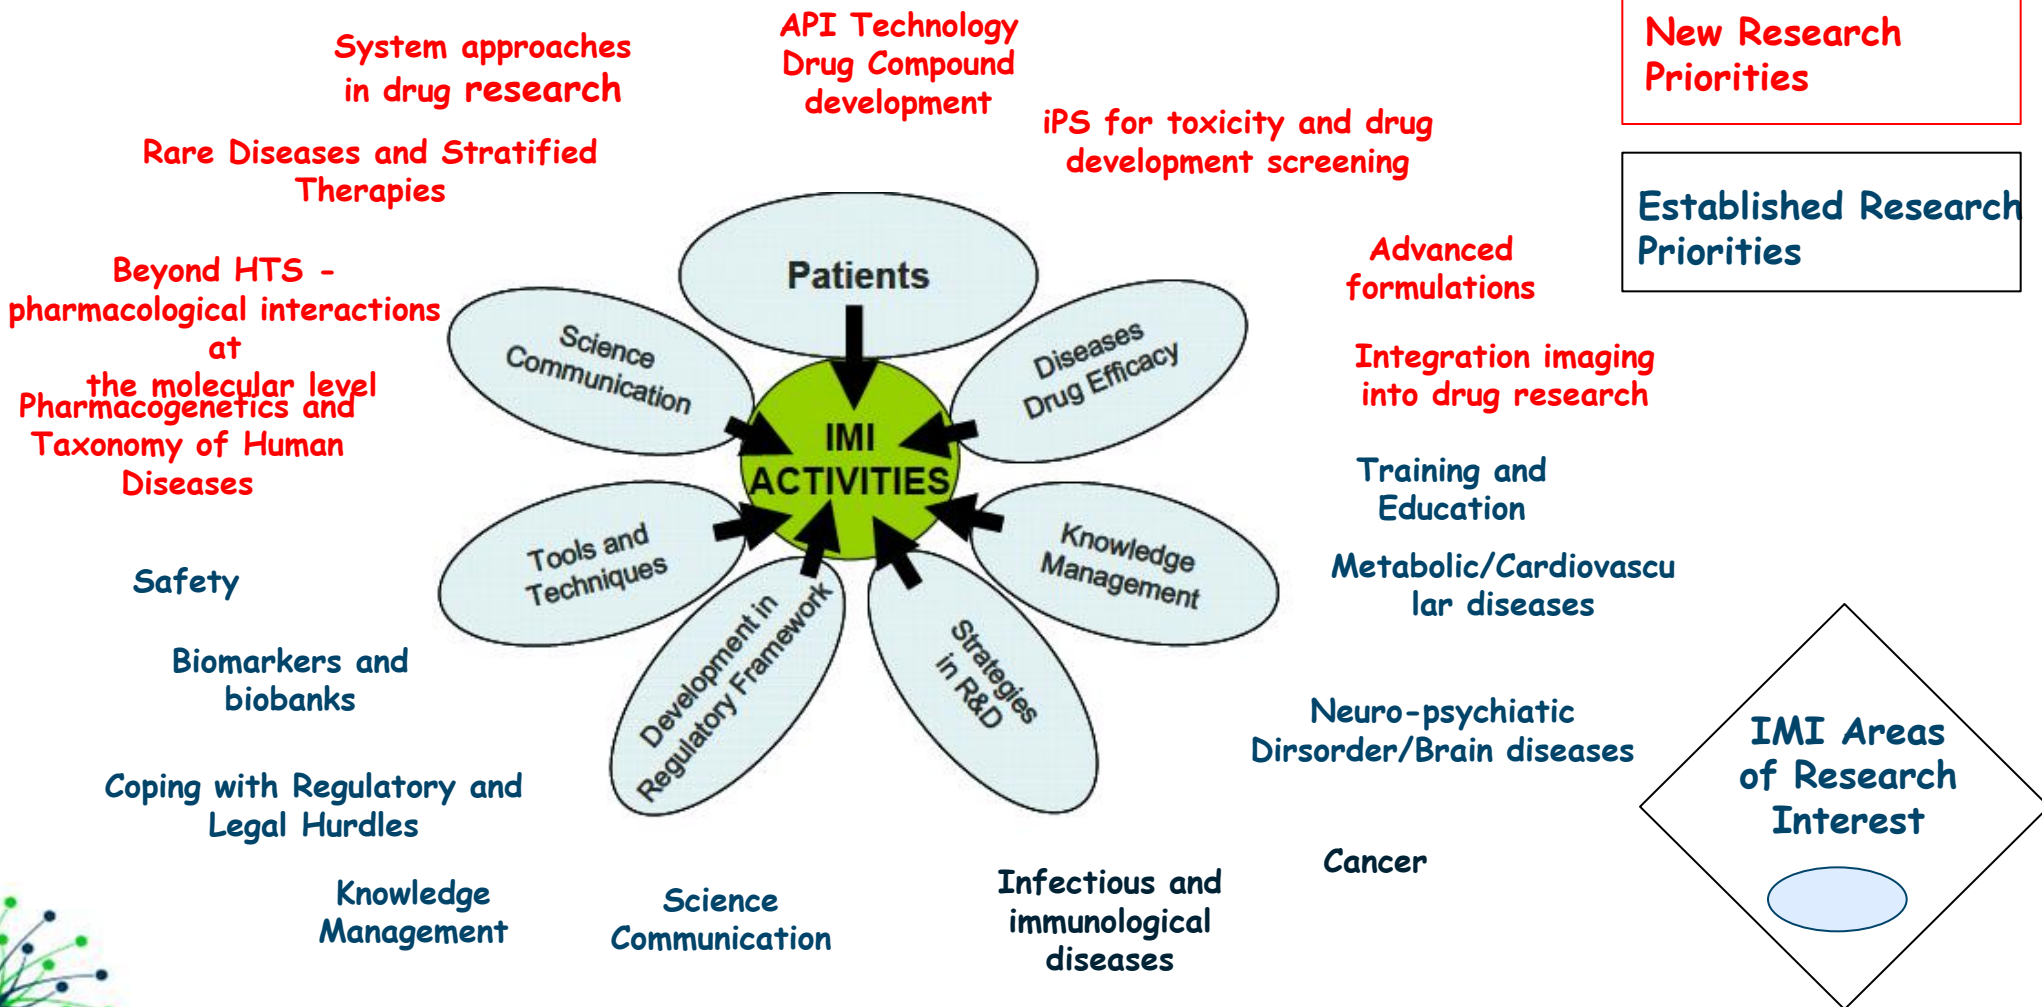 API Technology
Drug Compound
development
New Research
Priorities
System approaches
in drug research
iPS for toxicity and drug
development screening
Rare Diseases and Stratified
Therapies
Established Research
Priorities
Beyond HTS -
pharmacological interactions
at
the molecular level
Advanced
formulations
Patients
Science
Communication
Diseases
Drug Efficacy
Integration imaging
into drug research
Pharmacogenetics and
Taxonomy of Human
Diseases
IMI
ACTIVITIES
Training and
Education
Tools and
Techniques
Knowledge
Management
Safety
Metabolic/Cardiovascu
lar diseases
Development in
Regulatory Framework
Strategies
in R&D
Biomarkers and
biobanks
Neuro-psychiatic
Dirsorder/Brain diseases
IMI Areas
of Research
Interest
Coping with Regulatory and
Legal Hurdles
Cancer
Knowledge
Management
Science
Communication
Infectious and
immunological
diseases